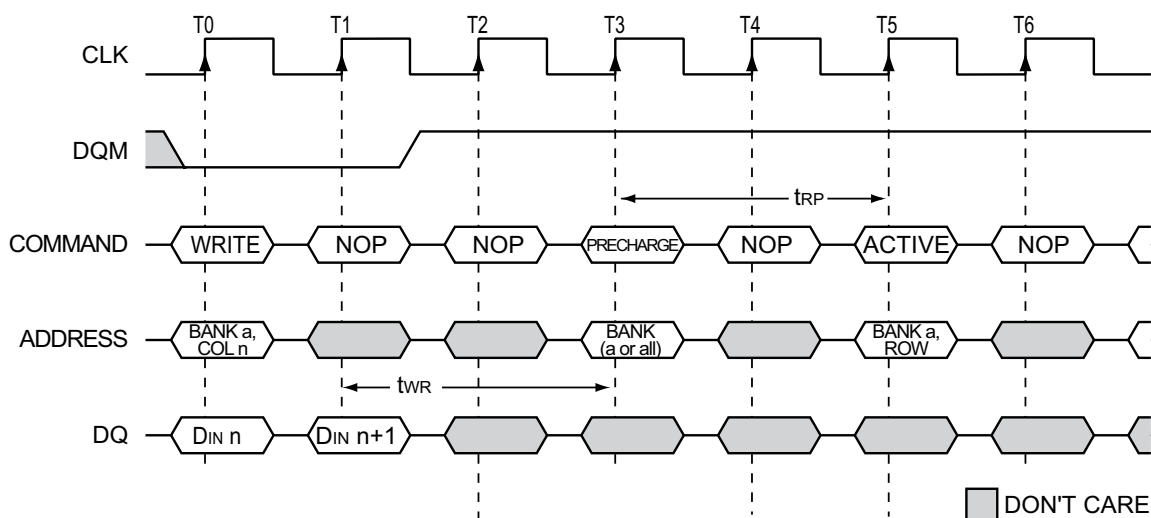 T0 T1 T2 T3 T4 T5 T6
CLK
DQM
tRP
COMMAND WRITE NOP NOP PRECHARGE NOP ACTIVE NOP
ADDRESS BANK a, COL n BANK (a or all) BANK a, ROW
tWR
DQ DIN n DIN n+1
DON'T CARE